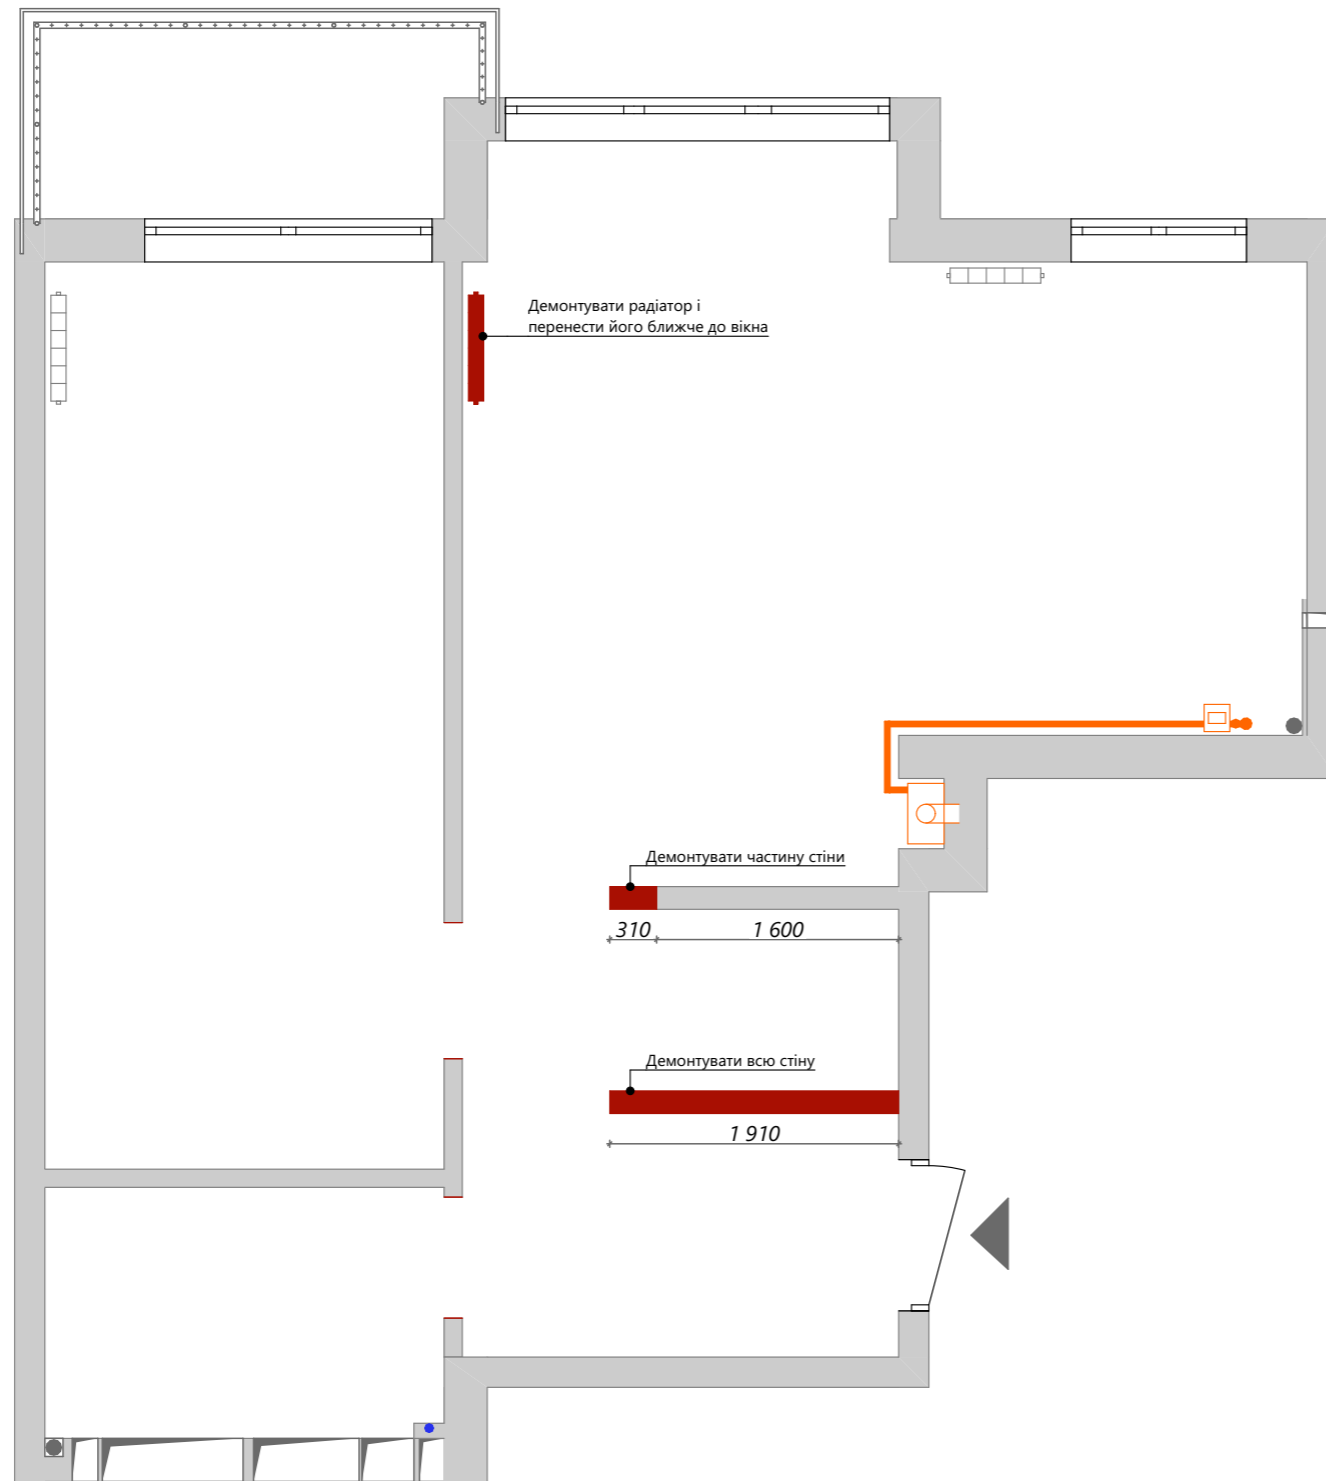 Демонтувати радіатор і
перенести його ближче до вікна
Демонтувати частину стіни
310
1 600
Демонтувати всю стіну
1 910